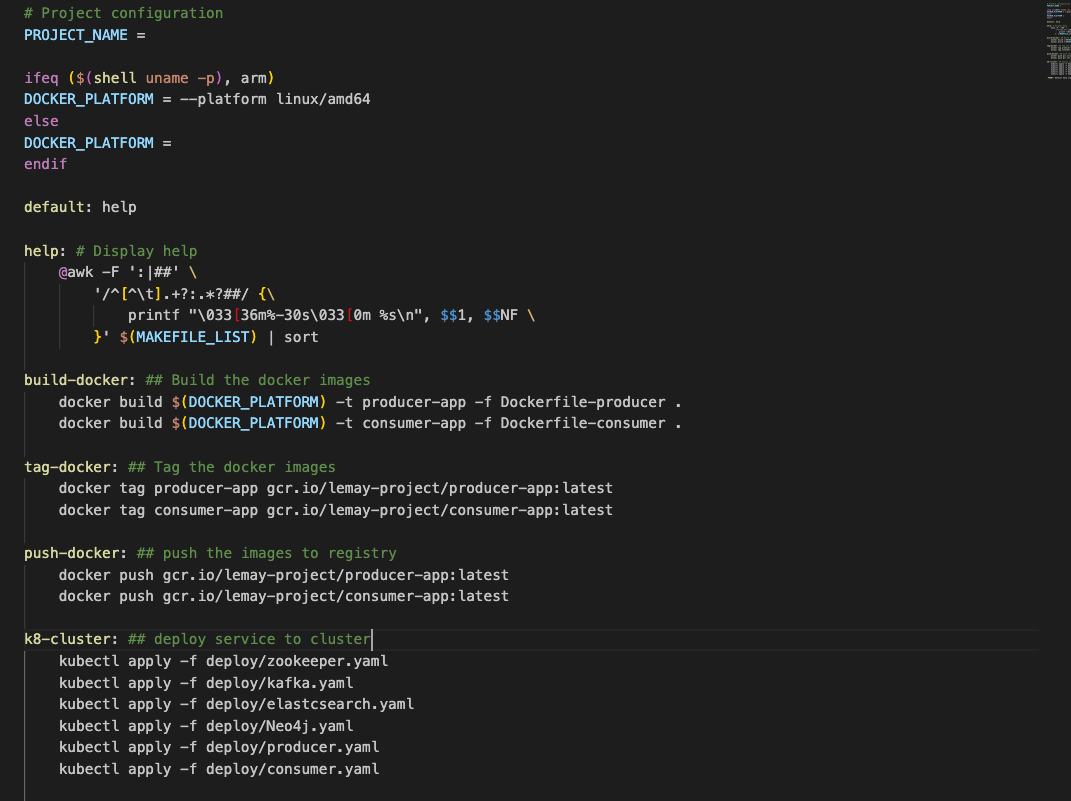 # Project configuration
PROJECT_NAME =
ifeq ($(shell uname -p), arm)
DOCKER_PLATFORM = --platform linux/amd64
else
DOCKER_PLATFORM =
endif
default: help
help: # Display help
@awk -F ':|##' \
'/^[^\t].+?:.*?##/ {\
printf "\033[36m%-30s\033[0m %s\n", $$1, $$NF \
}' $(MAKEFILE_LIST) | sort
build-docker: ## Build the docker images
docker build $(DOCKER_PLATFORM) -t producer-app -f Dockerfile-producer .
docker build $(DOCKER_PLATFORM) -t consumer-app -f Dockerfile-consumer .
tag-docker: ## Tag the docker images
docker tag producer-app gcr.io/lemay-project/producer-app:latest
docker tag consumer-app gcr.io/lemay-project/consumer-app:latest
push-docker: ## push the images to registry
docker push gcr.io/lemay-project/producer-app:latest
docker push gcr.io/lemay-project/consumer-app:latest
k8-cluster: ## deploy service to cluster
kubectl apply -f deploy/zookeeper.yaml
kubectl apply -f deploy/kafka.yaml
kubectl apply -f deploy/elastcsearch.yaml
kubectl apply -f deploy/Neo4j.yaml
kubectl apply -f deploy/producer.yaml
kubectl apply -f deploy/consumer.yaml